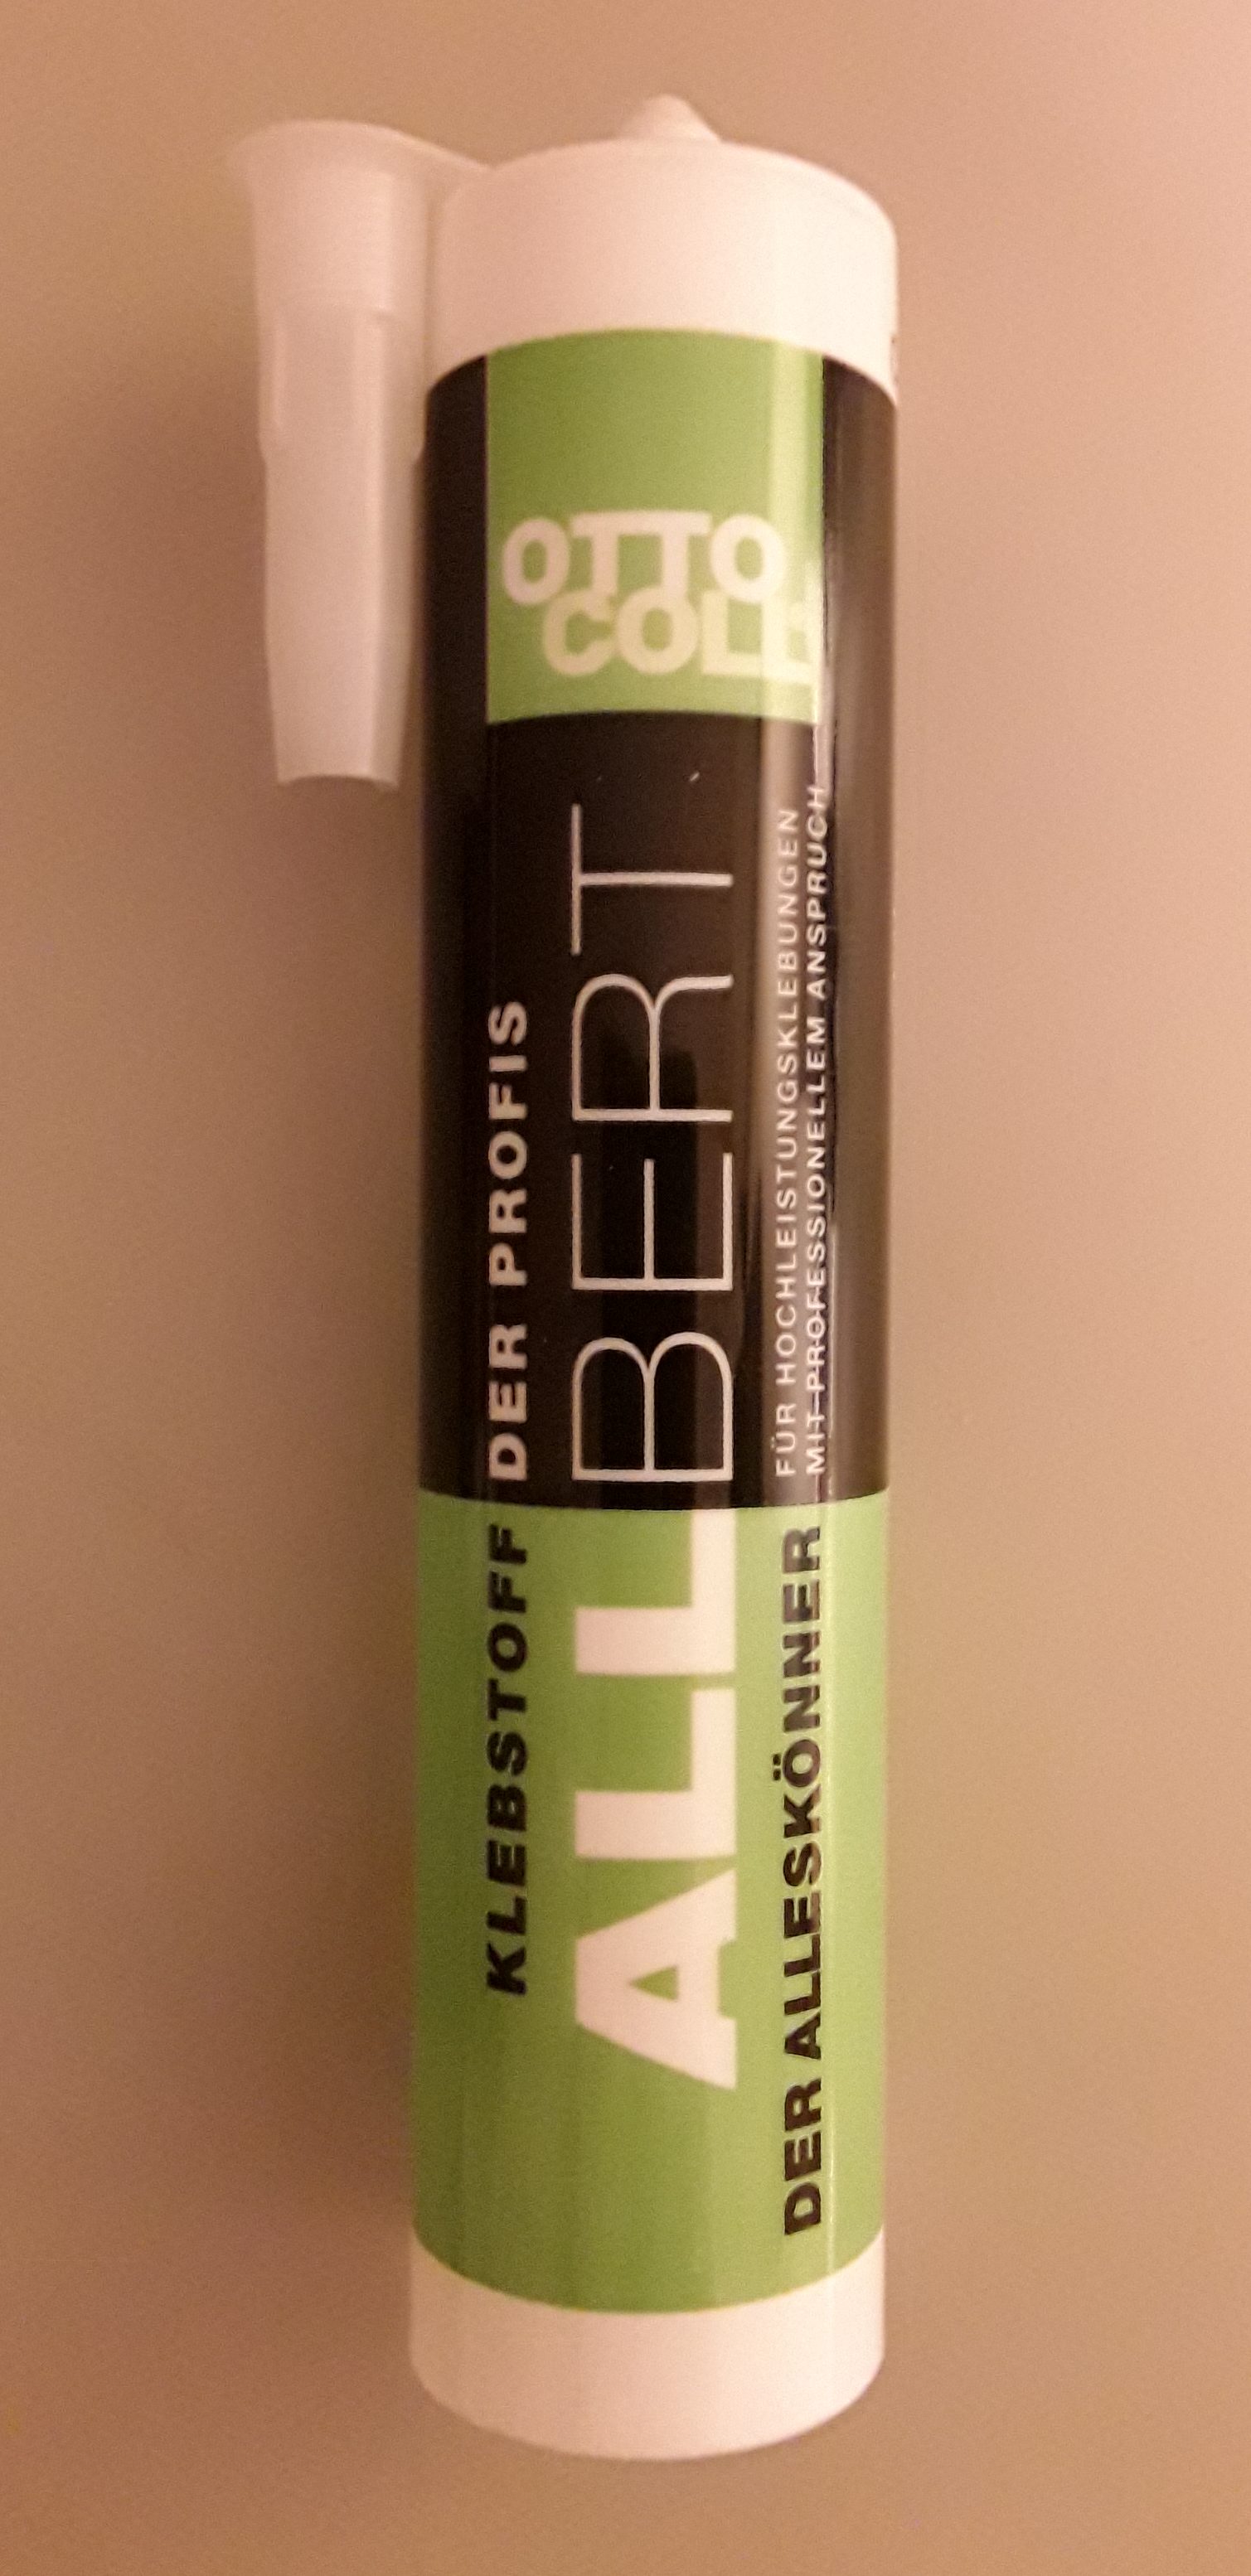 OTTO
COLL®
KLEBSTOFF DER PROFIS
ALLBERT
DER ALLESKÖNNER FÜR HOCHLEISTUNGSKLEBUNGEN
MIT PROFESSIONELLEM ANSPRUCH